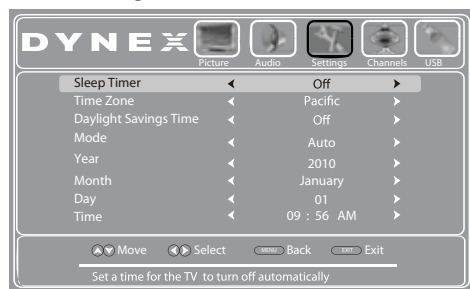 DYNEX
Picture Audio Settings Channels USB
Sleep Timer Off
Time Zone Pacific
Daylight Savings Time Off
Mode Auto
Year 2010
Month January
Day 01
Time 09 : 56 AM
Move Select MENU Back EXIT Exit
Set a time for the TV to turn off automatically